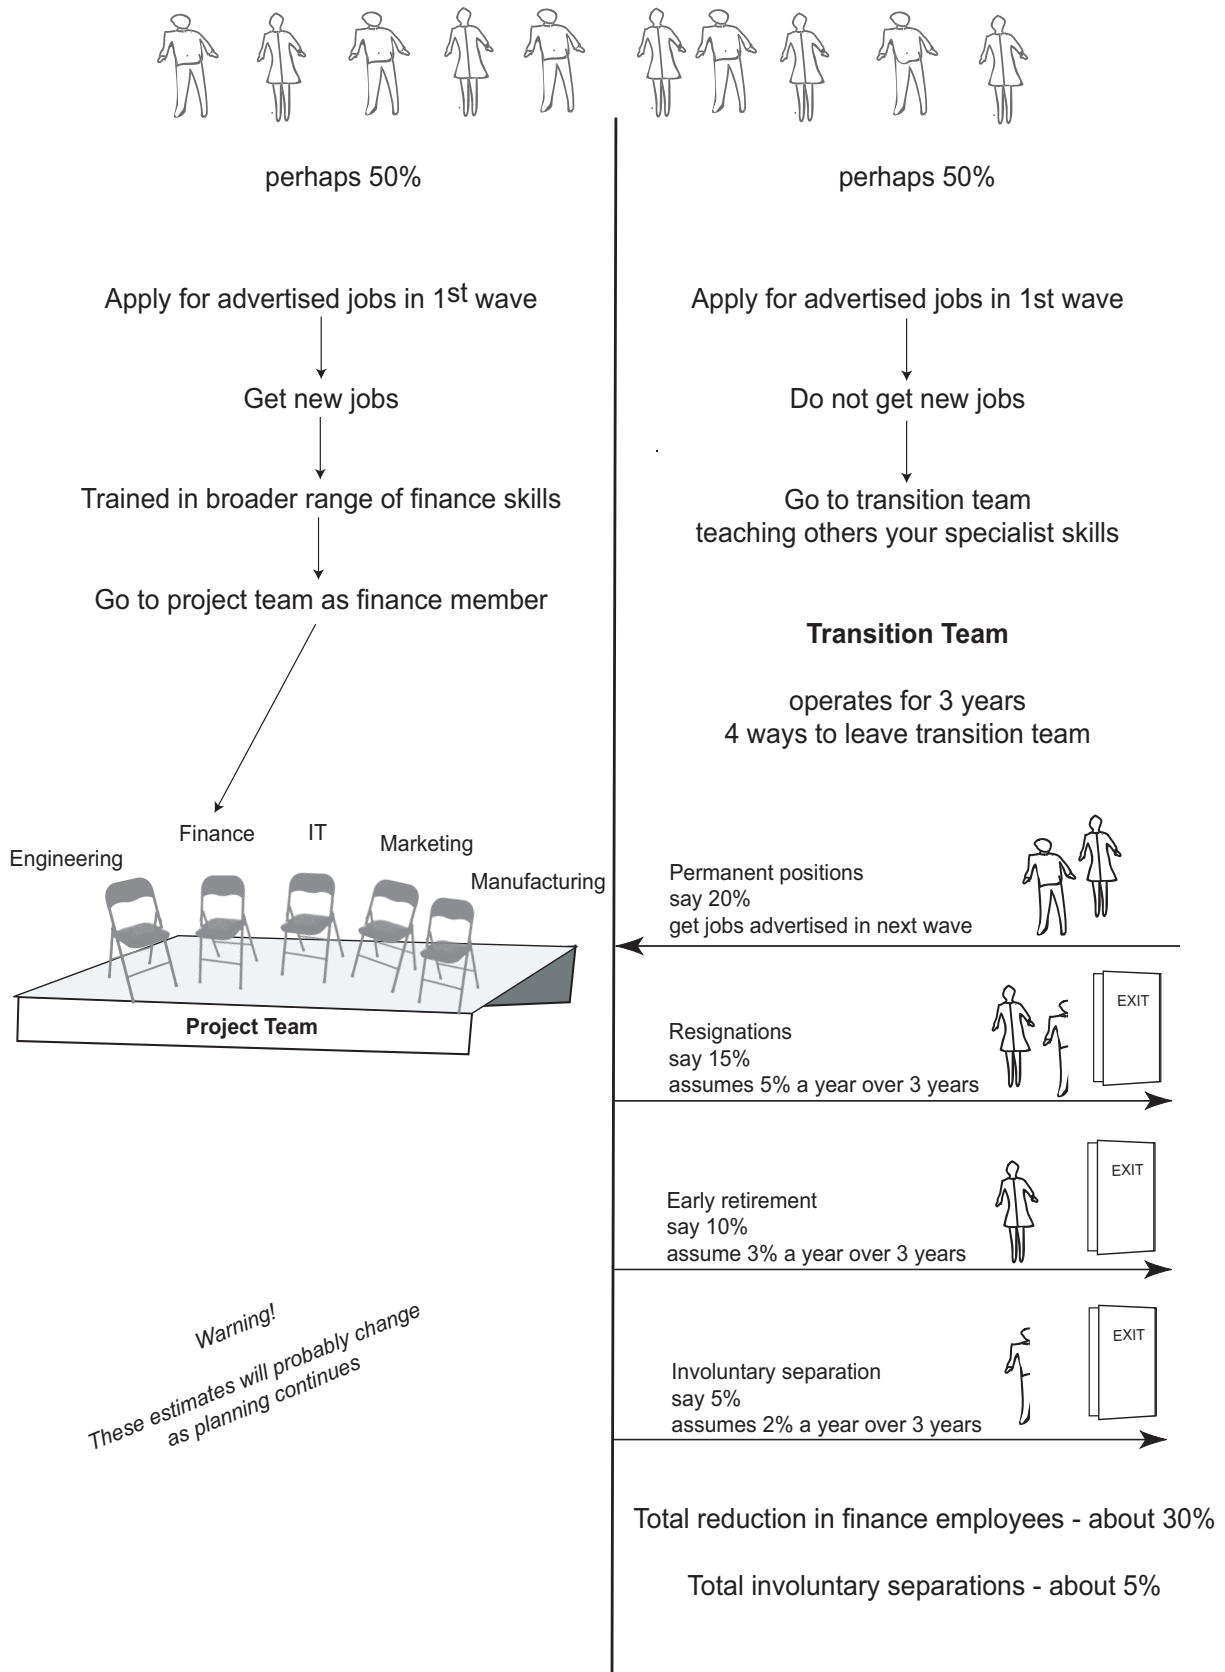 perhaps 50%
perhaps 50%
Apply for advertised jobs in 1st wave
Get new jobs
Trained in broader range of finance skills
Go to project team as finance member
Engineering
Finance
IT
Marketing
Manufacturing
Project Team
Warning!
These estimates will probably change
as planning continues
Apply for advertised jobs in 1st wave
Do not get new jobs
Go to transition team
teaching others your specialist skills
Transition Team
operates for 3 years
4 ways to leave transition team
Permanent positions
say 20%
get jobs advertised in next wave
Resignations
say 15%
assumes 5% a year over 3 years
EXIT
Early retirement
say 10%
assume 3% a year over 3 years
EXIT
Involuntary separation
say 5%
assumes 2% a year over 3 years
EXIT
Total reduction in finance employees - about 30%
Total involuntary separations - about 5%